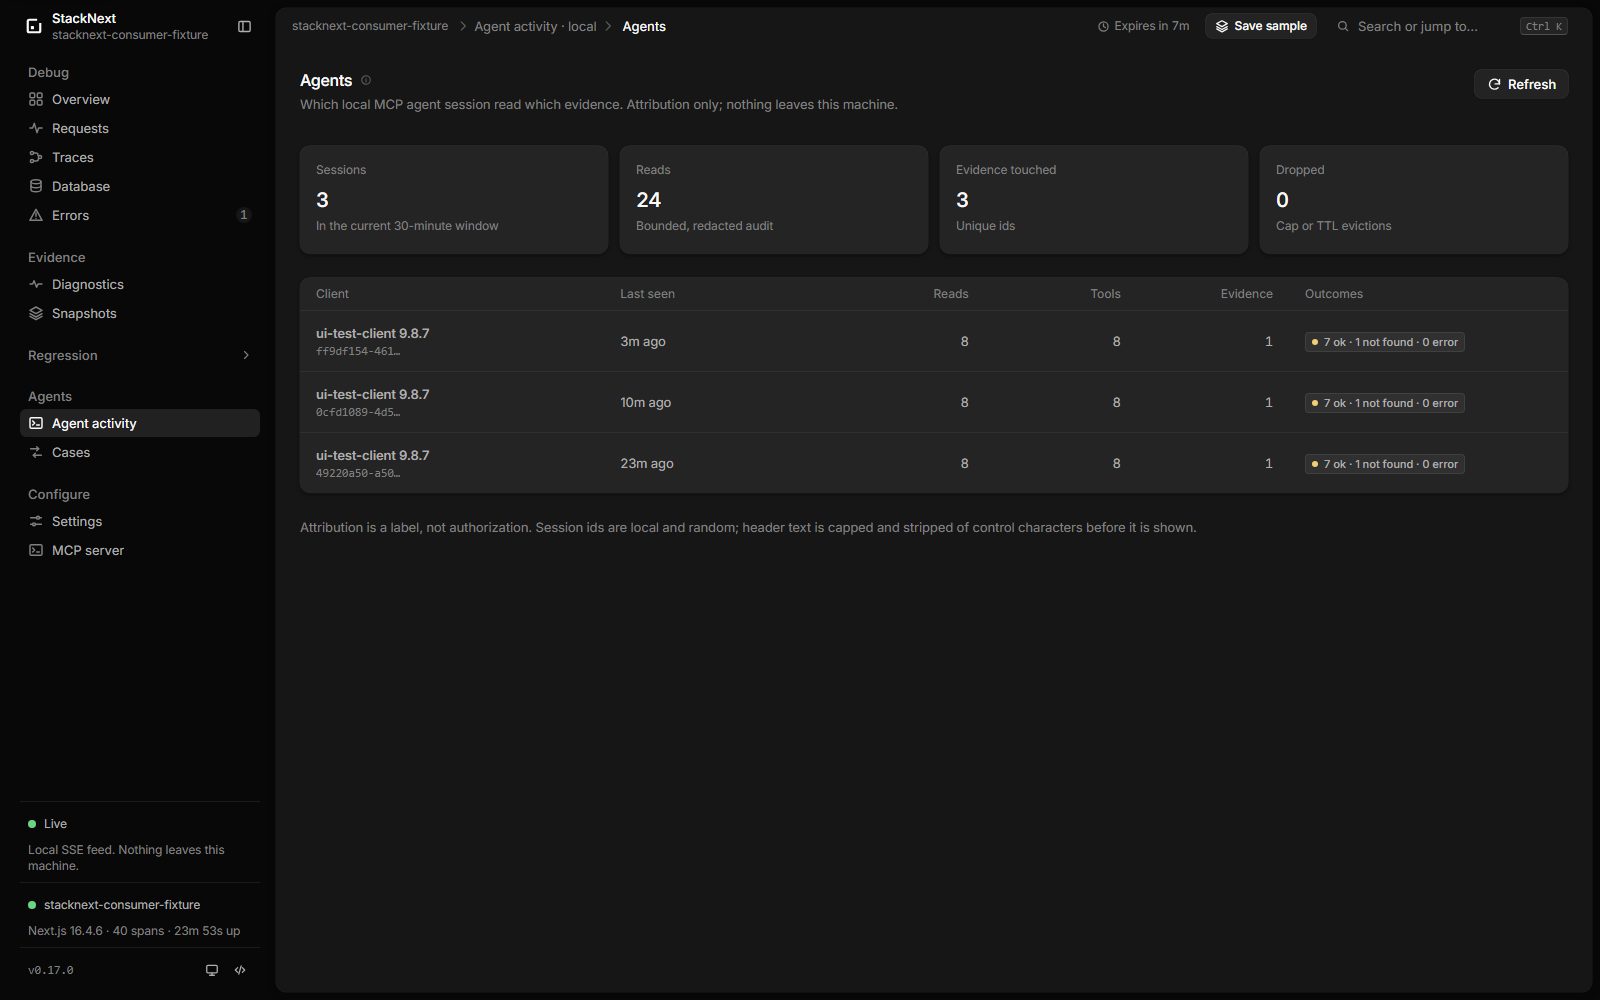 StackNext
stacknext-consumer-fixture
Debug
Overview
Requests
Traces
Database
Errors 1
Evidence
Diagnostics
Snapshots
Regression
Agents
Agent activity
Cases
Configure
Settings
MCP server
Live
Local SSE feed. Nothing leaves this
machine.
stacknext-consumer-fixture
Next.js 16.4.6 · 40 spans · 23m 53s up
v0.17.0
stacknext-consumer-fixture Agent activity · local Agents
Expires in 7m Save sample Search or jump to... Ctrl K
Agents
Which local MCP agent session read which evidence. Attribution only; nothing leaves this machine.
Refresh
Sessions
3
In the current 30-minute window
Reads
24
Bounded, redacted audit
Evidence touched
3
Unique ids
Dropped
0
Cap or TTL evictions
Client Last seen Reads Tools Evidence Outcomes
ui-test-client 9.8.7
ff9df154-461…
3m ago 8 8 1 7 ok · 1 not found · 0 error
ui-test-client 9.8.7
0cfd1089-4d5…
10m ago 8 8 1 7 ok · 1 not found · 0 error
ui-test-client 9.8.7
49220a50-a50…
23m ago 8 8 1 7 ok · 1 not found · 0 error
Attribution is a label, not authorization. Session ids are local and random; header text is capped and stripped of control characters before it is shown.